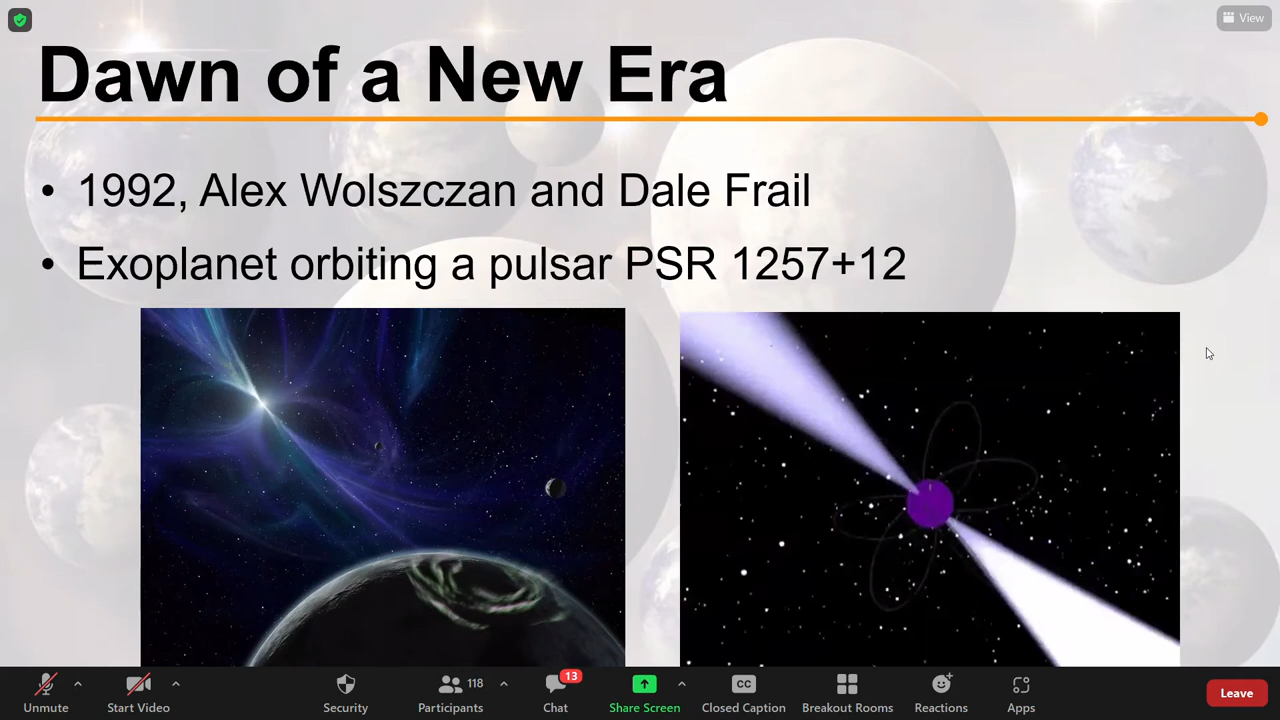 View
Dawn of a New Era
• 1992, Alex Wolszczan and Dale Frail
• Exoplanet orbiting a pulsar PSR 1257+12
Unmute
Start Video
Security
118
Participants
13
Chat
Share Screen
CC
Closed Caption
Breakout Rooms
Reactions
Apps
Leave